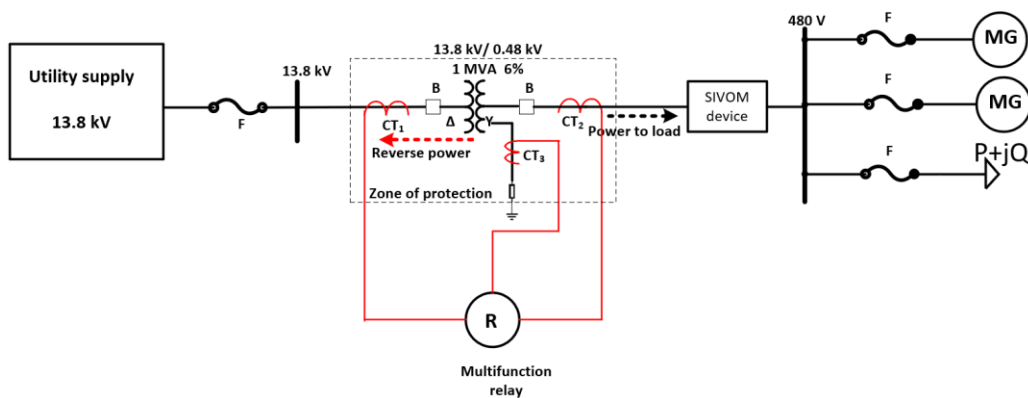 Utility supply
13.8 kV
F
13.8 kV
13.8 kV/ 0.48 kV
1 MVA 6%
B
B
CT1
Δ
Y
CT2
Reverse power
CT3
Power to load
Zone of protection
SIVOM
device
480 V
F
MG
F
MG
F
P+jQ
R
Multifunction
relay